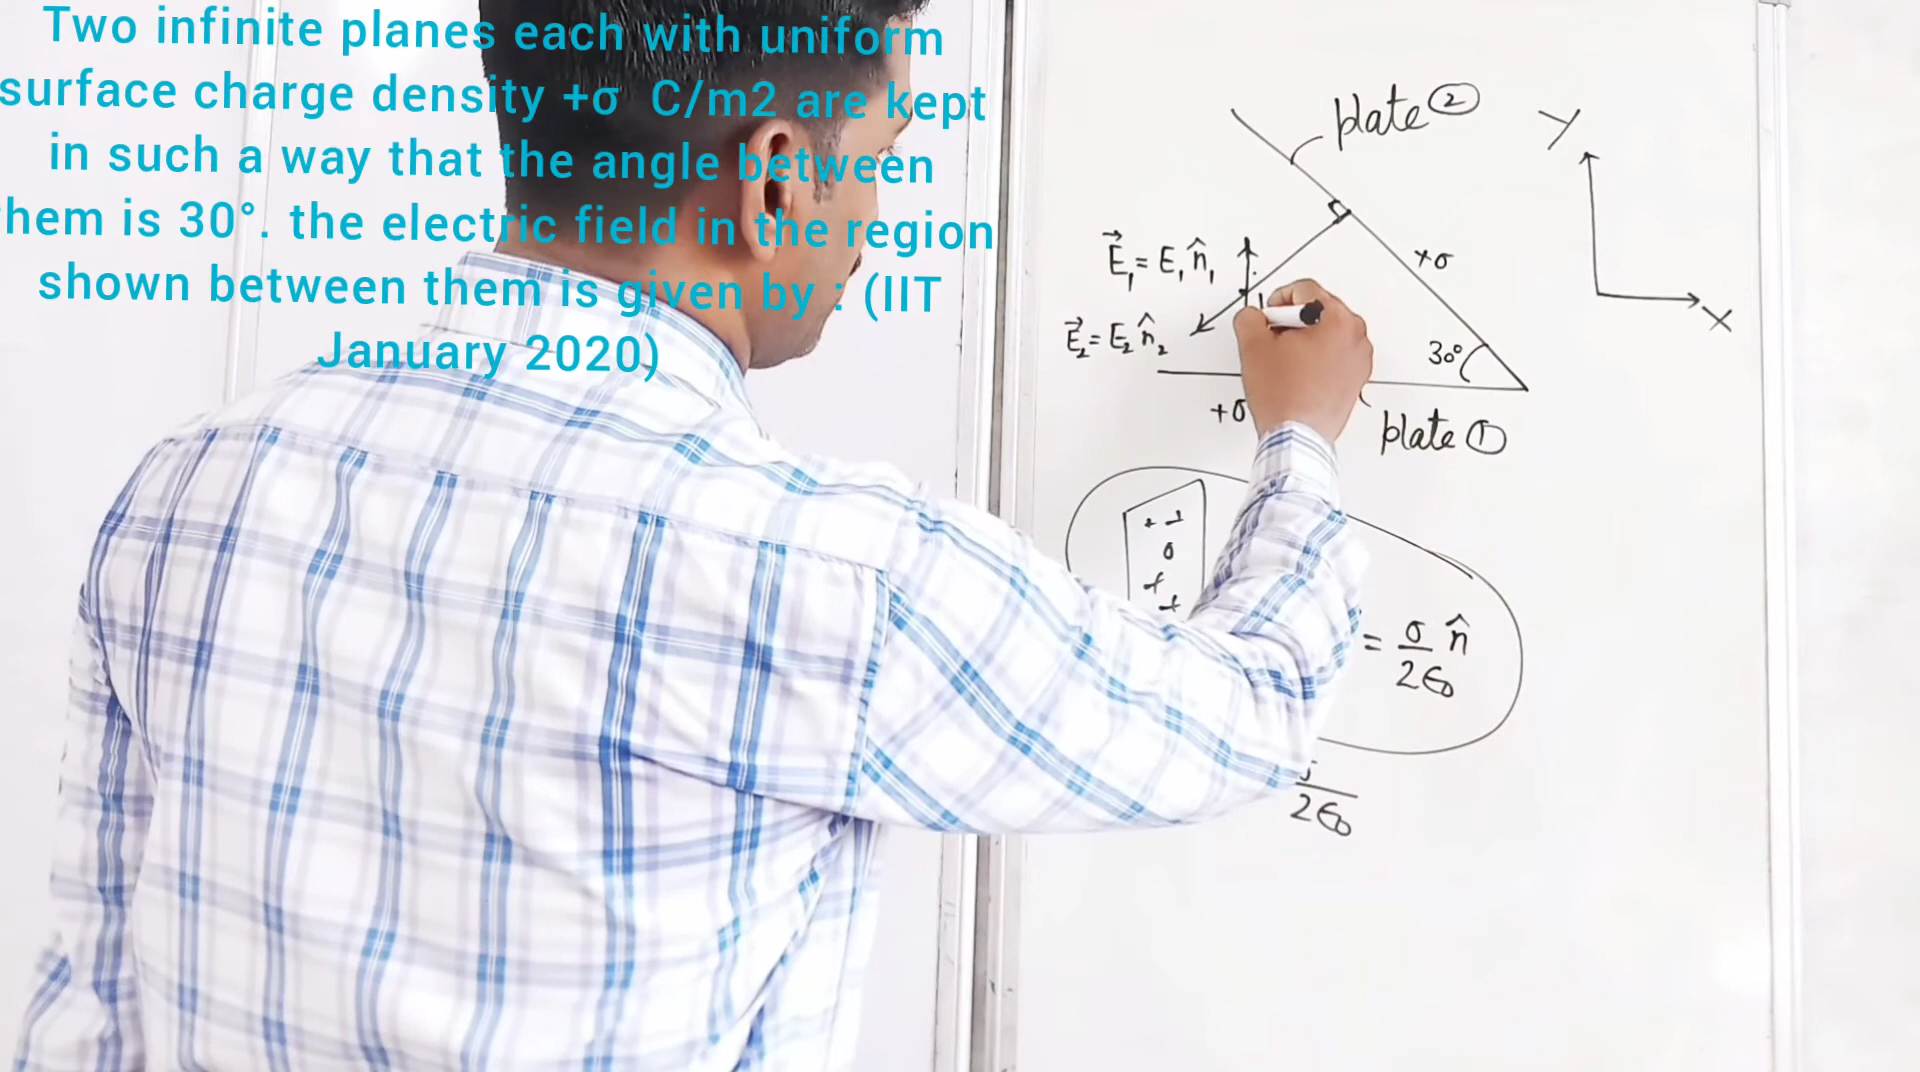 Two infinite planes each with uniform
surface charge density +σ C/m2 are kept
in such a way that the angle between
hem is 30°. the electric field in the region
shown between them is given by : (IIT
January 2020)
plate ②
Y
+σ
E⃗₁ = E₁ n̂₁
X
E⃗₂ = E₂ n̂₂
30°
+σ
plate ①
+ +
σ
+
+
= σ/2ϵ₀ n̂
2ϵ₀